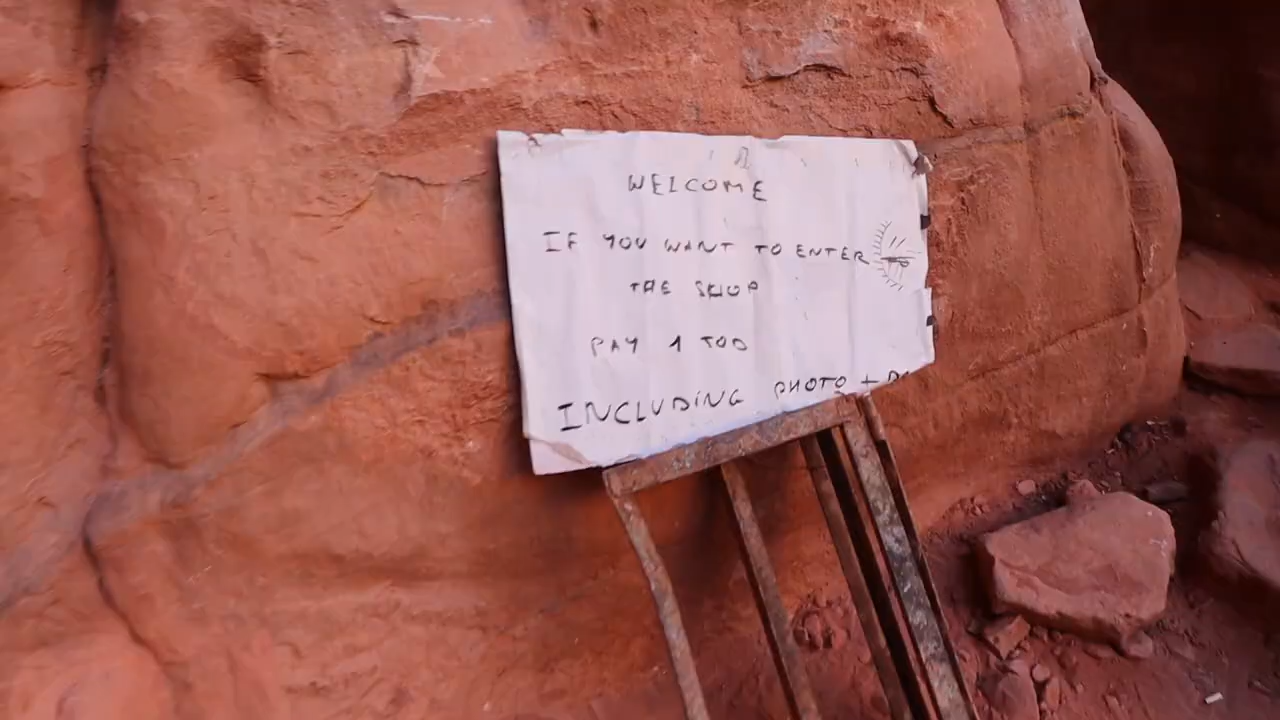 WELCOME
IF YOU WANT TO ENTER
THE SHOP
PAY 1 JOD
INCLUDING PHOTO +